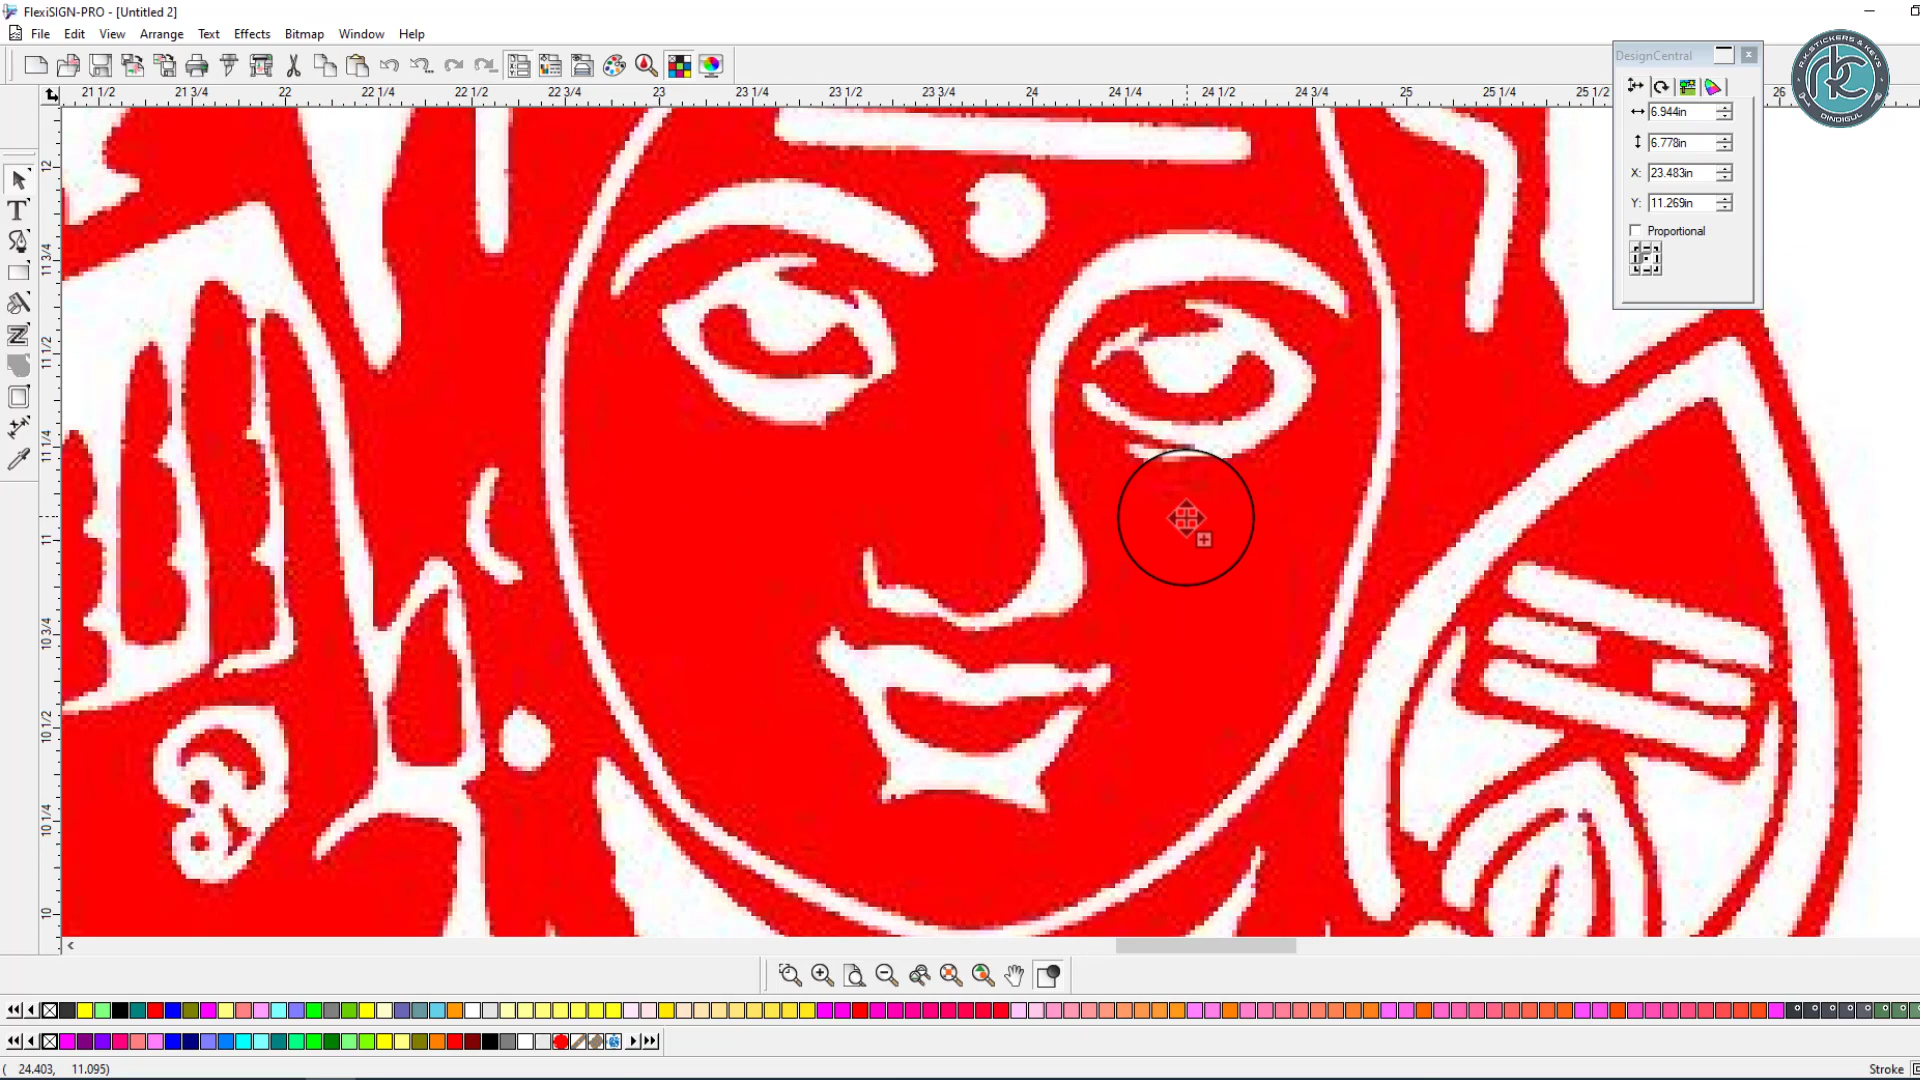 FlexiSIGN-PRO - [Untitled 2]
File Edit View Arrange Text Effects Bitmap Window Help
DesignCentral
R.K.STICKERS & KEYS
rk
DINDIGUL
21 1/2 21 3/4 22 22 1/4 22 1/2 22 3/4 23 23 1/4 23 1/2 23 3/4 24 24 1/4 24 1/2 24 3/4 25 25 1/4 25 1/2 26
6.944in
6.778in
X: 23.483in
Y: 11.269in
Proportional
12
11 3/4
11 1/2
11 1/4
11
10 3/4
10 1/2
10 1/4
10
( 24.403, 11.095)
Stroke